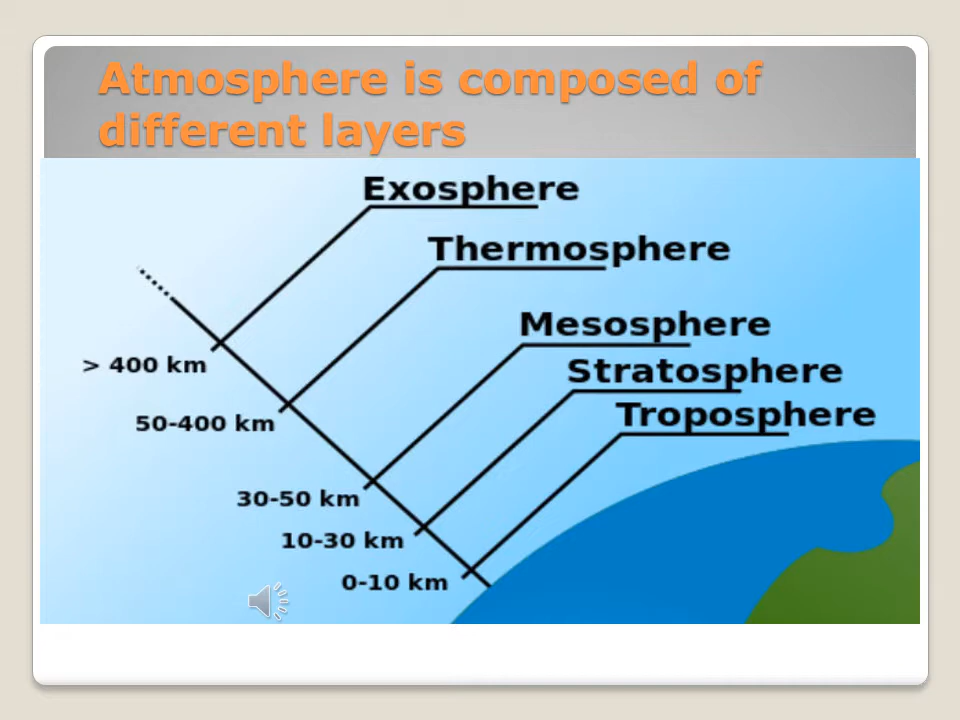 Atmosphere is composed of
different layers
Exosphere
Thermosphere
Mesosphere
Stratosphere
Troposphere
> 400 km
50-400 km
30-50 km
10-30 km
0-10 km